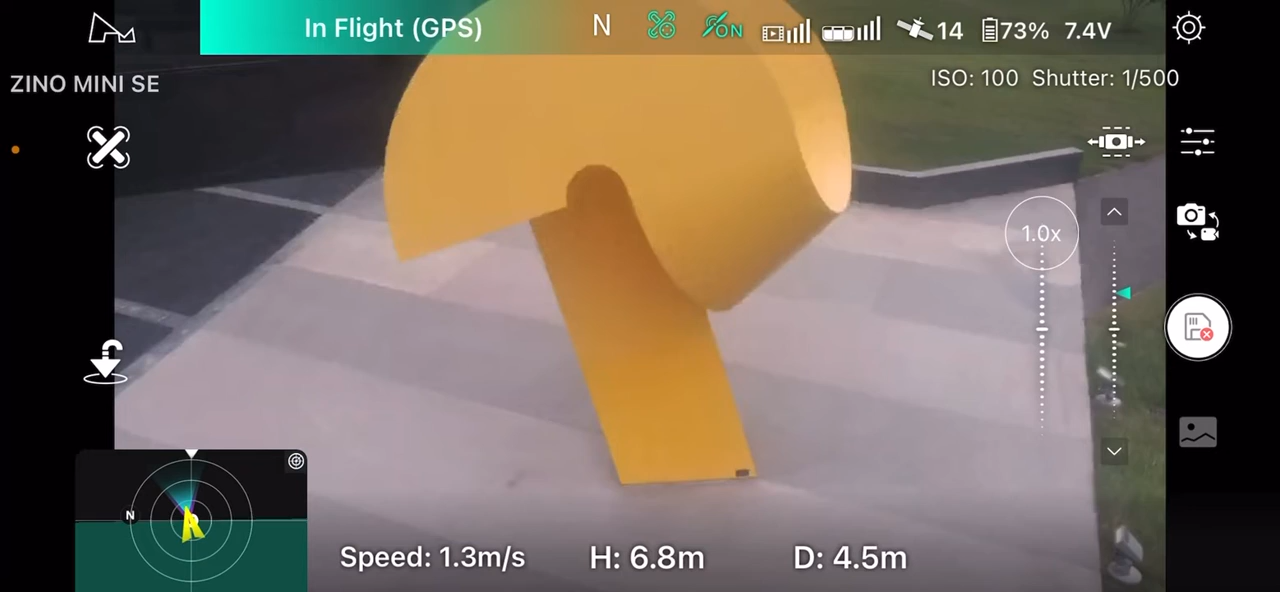 In Flight (GPS)
N
ON
14
73%
7.4V
ZINO MINI SE
ISO: 100 Shutter: 1/500
1.0x
N
R
Speed: 1.3m/s
H: 6.8m
D: 4.5m